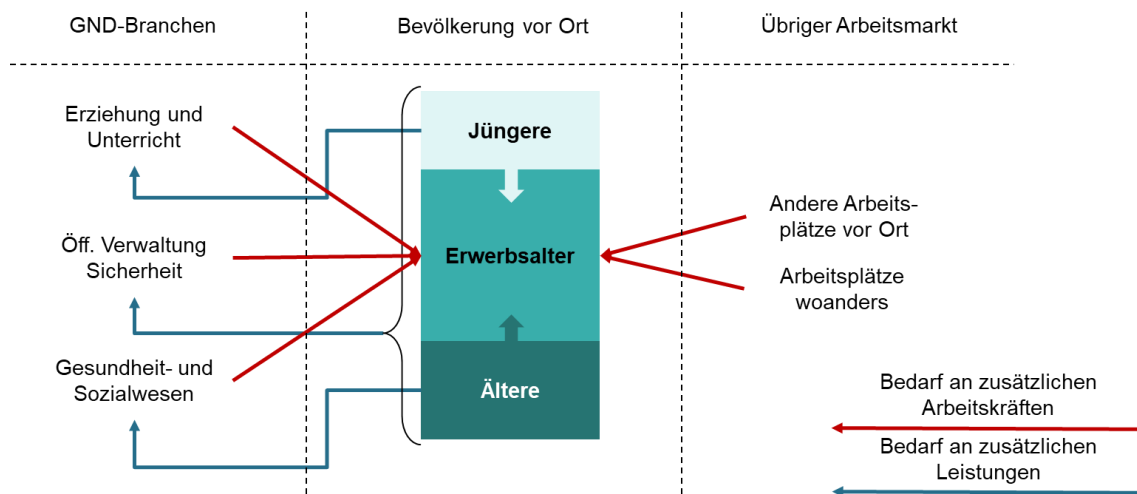 GND-Branchen
Bevölkerung vor Ort
Übriger Arbeitsmarkt
Erziehung und
Unterricht
Öff. Verwaltung
Sicherheit
Gesundheit- und
Sozialwesen
Jüngere
Erwerbsalter
Ältere
Andere Arbeits-
plätze vor Ort
Arbeitsplätze
woanders
Bedarf an zusätzlichen
Arbeitskräften
Bedarf an zusätzlichen
Leistungen